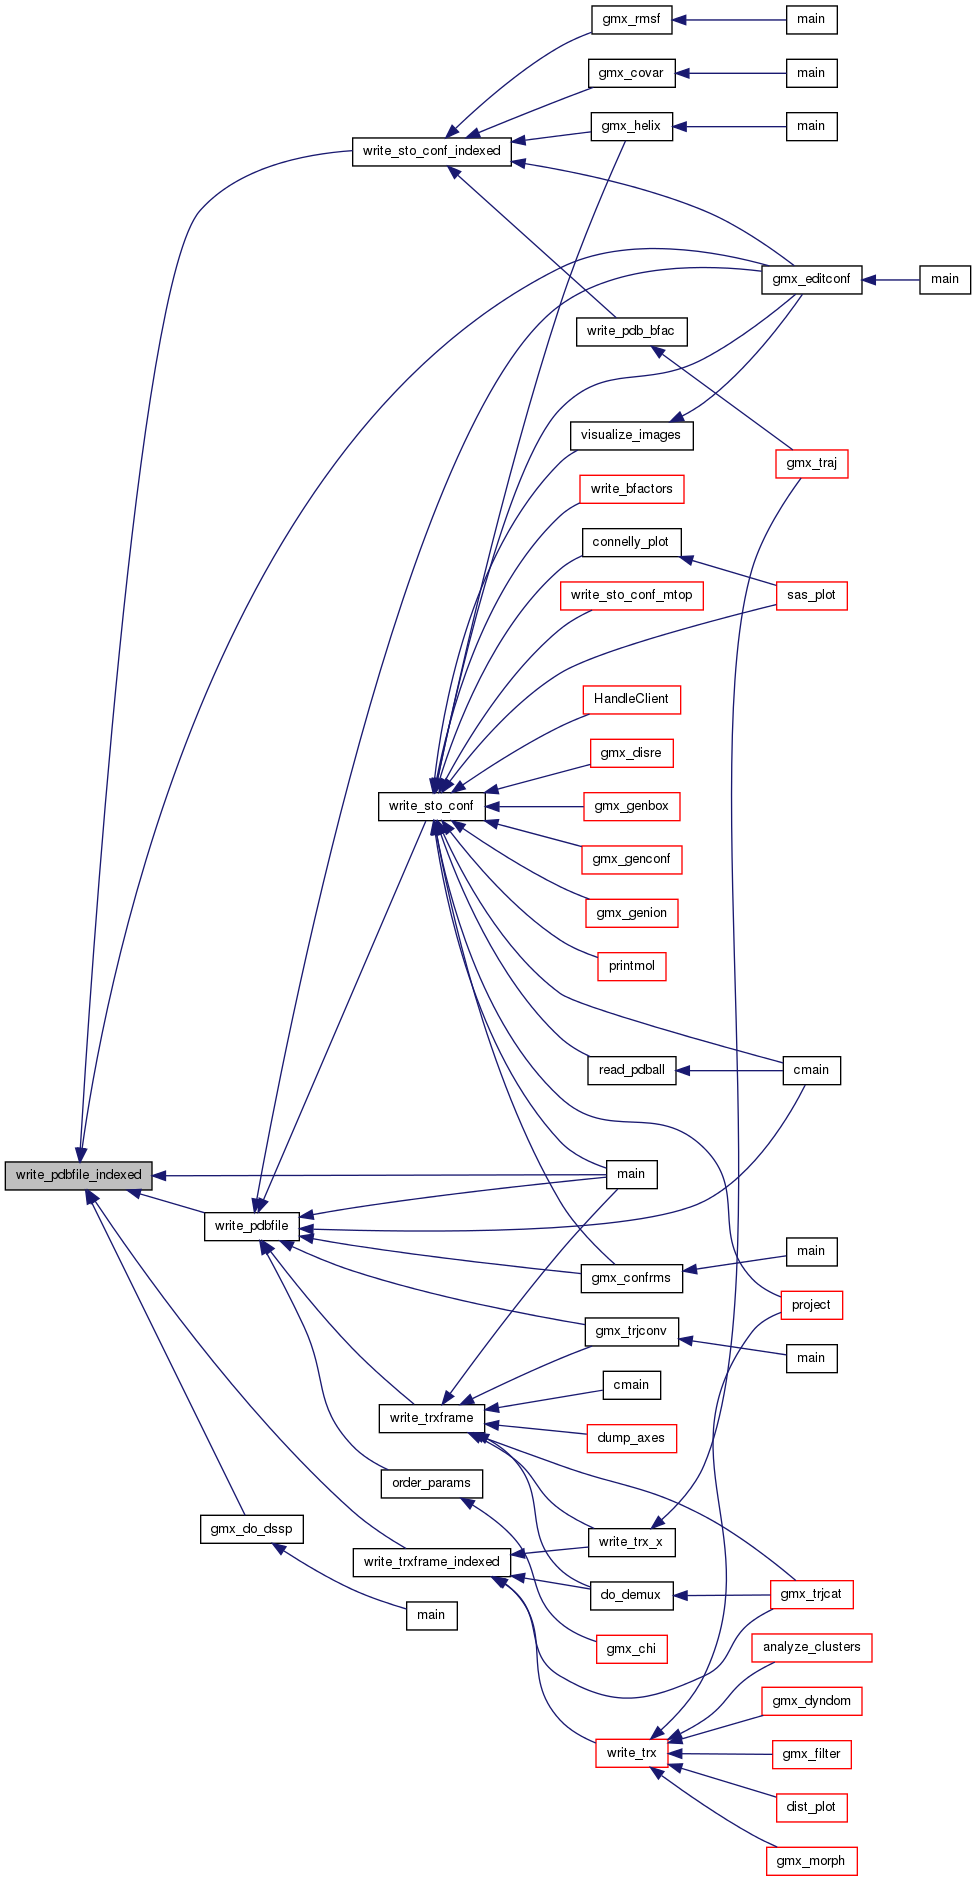 gmx_rmsf
main
gmx_covar
main
gmx_helix
main
write_sto_conf_indexed
gmx_editconf
main
write_pdb_bfac
visualize_images
gmx_traj
write_bfactors
connelly_plot
write_sto_conf_mtop
sas_plot
HandleClient
gmx_disre
write_sto_conf
gmx_genbox
gmx_genconf
gmx_genion
printmol
read_pdball
cmain
write_pdbfile_indexed
main
write_pdbfile
main
gmx_confrms
project
gmx_trjconv
main
cmain
write_trxframe
dump_axes
order_params
gmx_do_dssp
write_trx_x
write_trxframe_indexed
do_demux
gmx_trjcat
main
gmx_chi
analyze_clusters
gmx_dyndom
write_trx
gmx_filter
dist_plot
gmx_morph